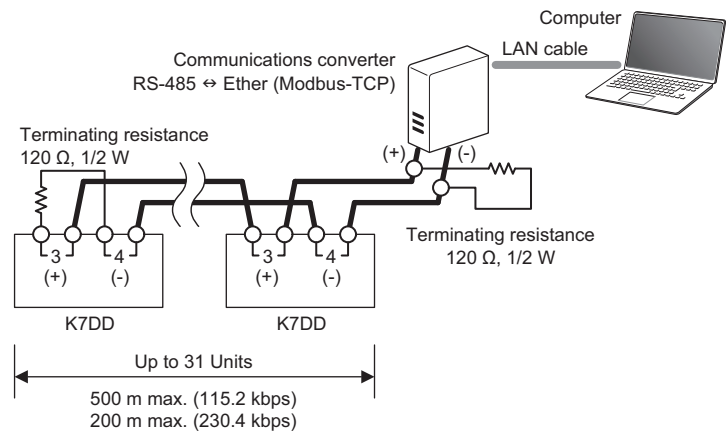 Computer
LAN cable
Communications converter
RS-485 ↔ Ether (Modbus-TCP)
Terminating resistance
120 Ω, 1/2 W
(+)
(-)
3
4
3
4
(+)
(-)
(+)
(-)
Terminating resistance
120 Ω, 1/2 W
K7DD
K7DD
Up to 31 Units
500 m max. (115.2 kbps)
200 m max. (230.4 kbps)